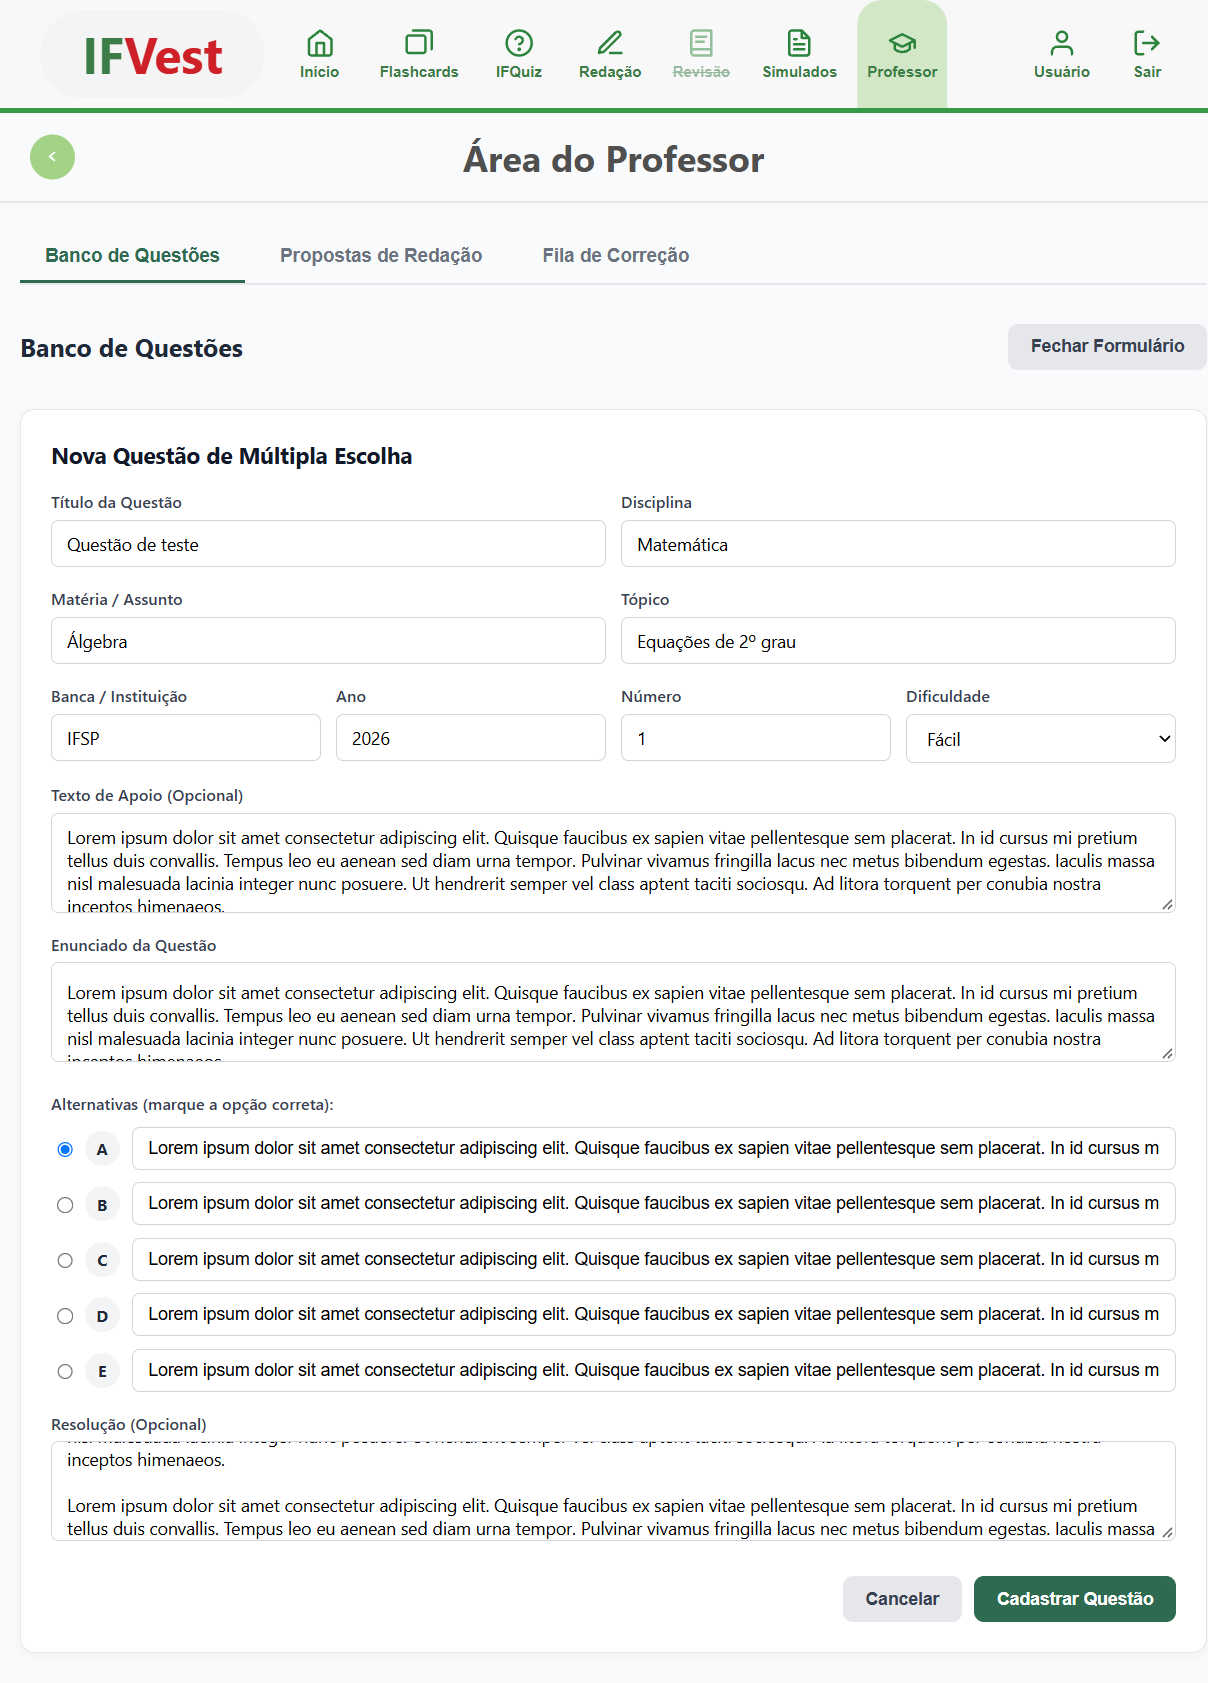 IFVest
Início
Flashcards
IFQuiz
Redação
Revisão
Simulados
Professor
Usuário
Sair
Área do Professor
Banco de Questões
Propostas de Redação
Fila de Correção
Banco de Questões
Fechar Formulário
Nova Questão de Múltipla Escolha
Título da Questão
Disciplina
Questão de teste
Matemática
Matéria / Assunto
Tópico
Álgebra
Equações de 2º grau
Banca / Instituição
Ano
Número
Dificuldade
IFSP
2026
1
Fácil
Texto de Apoio (Opcional)
Lorem ipsum dolor sit amet consectetur adipiscing elit. Quisque faucibus ex sapien vitae pellentesque sem placerat. In id cursus mi pretium
tellus duis convallis. Tempus leo eu aenean sed diam urna tempor. Pulvinar vivamus fringilla lacus nec metus bibendum egestas. Iaculis massa
nisl malesuada lacinia integer nunc posuere. Ut hendrerit semper vel class aptent taciti sociosqu. Ad litora torquent per conubia nostra
inceptos himenaeos.
Enunciado da Questão
Lorem ipsum dolor sit amet consectetur adipiscing elit. Quisque faucibus ex sapien vitae pellentesque sem placerat. In id cursus mi pretium
tellus duis convallis. Tempus leo eu aenean sed diam urna tempor. Pulvinar vivamus fringilla lacus nec metus bibendum egestas. Iaculis massa
nisl malesuada lacinia integer nunc posuere. Ut hendrerit semper vel class aptent taciti sociosqu. Ad litora torquent per conubia nostra
inceptos himenaeos.
Alternativas (marque a opção correta):
A Lorem ipsum dolor sit amet consectetur adipiscing elit. Quisque faucibus ex sapien vitae pellentesque sem placerat. In id cursus m
B Lorem ipsum dolor sit amet consectetur adipiscing elit. Quisque faucibus ex sapien vitae pellentesque sem placerat. In id cursus m
C Lorem ipsum dolor sit amet consectetur adipiscing elit. Quisque faucibus ex sapien vitae pellentesque sem placerat. In id cursus m
D Lorem ipsum dolor sit amet consectetur adipiscing elit. Quisque faucibus ex sapien vitae pellentesque sem placerat. In id cursus m
E Lorem ipsum dolor sit amet consectetur adipiscing elit. Quisque faucibus ex sapien vitae pellentesque sem placerat. In id cursus m
Resolução (Opcional)
inceptos himenaeos.
Lorem ipsum dolor sit amet consectetur adipiscing elit. Quisque faucibus ex sapien vitae pellentesque sem placerat. In id cursus mi pretium
tellus duis convallis. Tempus leo eu aenean sed diam urna tempor. Pulvinar vivamus fringilla lacus nec metus bibendum egestas. Iaculis massa
Cancelar
Cadastrar Questão